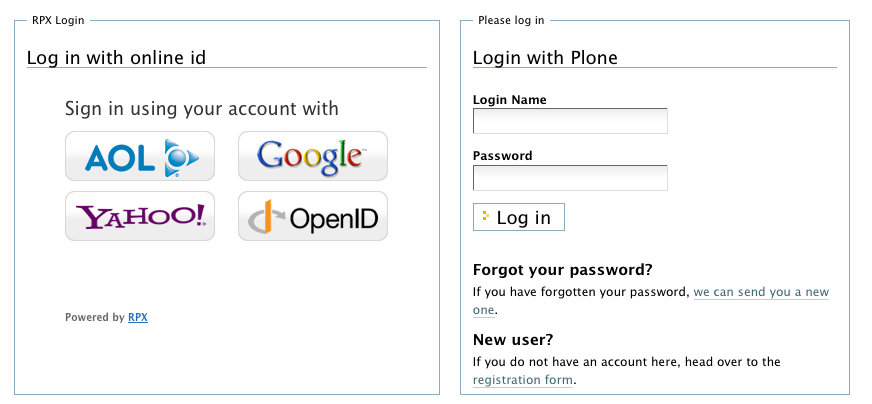 RPX Login
Log in with online id
Sign in using your account with
AOL
Google™
YAHOO!
OpenID
Powered by RPX
Please log in
Login with Plone
Login Name
Password
Log in
Forgot your password?
If you have forgotten your password, we can send you a new
one.
New user?
If you do not have an account here, head over to the
registration form.